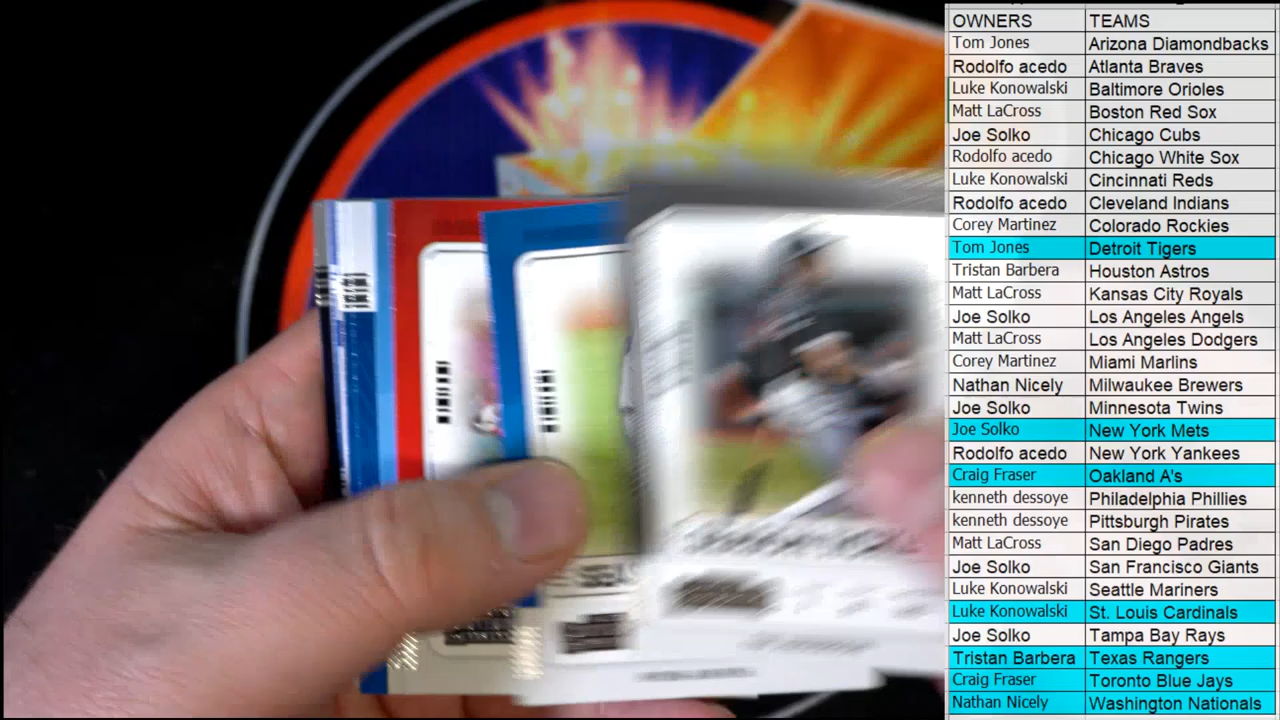 OWNERS TEAMS
Tom Jones Arizona Diamondbacks
Rodolfo acedo Atlanta Braves
Luke Konowalski Baltimore Orioles
Matt LaCross Boston Red Sox
Joe Solko Chicago Cubs
Rodolfo acedo Chicago White Sox
Luke Konowalski Cincinnati Reds
Rodolfo acedo Cleveland Indians
Corey Martinez Colorado Rockies
Tom Jones Detroit Tigers
Tristan Barbera Houston Astros
Matt LaCross Kansas City Royals
Joe Solko Los Angeles Angels
Matt LaCross Los Angeles Dodgers
Corey Martinez Miami Marlins
Nathan Nicely Milwaukee Brewers
Joe Solko Minnesota Twins
Joe Solko New York Mets
Rodolfo acedo New York Yankees
Craig Fraser Oakland A's
kenneth dessoye Philadelphia Phillies
kenneth dessoye Pittsburgh Pirates
Matt LaCross San Diego Padres
Joe Solko San Francisco Giants
Luke Konowalski Seattle Mariners
Luke Konowalski St. Louis Cardinals
Joe Solko Tampa Bay Rays
Tristan Barbera Texas Rangers
Craig Fraser Toronto Blue Jays
Nathan Nicely Washington Nationals